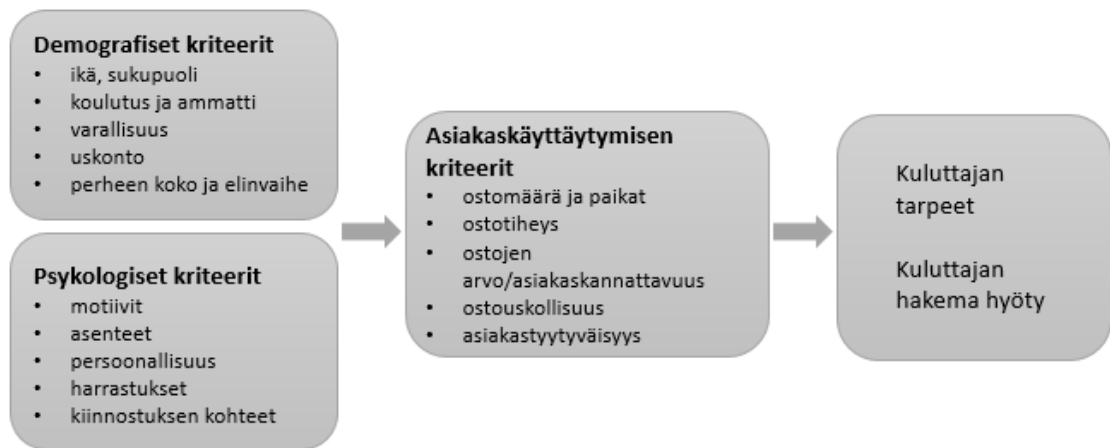 Demografiset kriteerit
• ikä, sukupuoli
• koulutus ja ammatti
• varallisuus
• uskonto
• perheen koko ja elinvaihe
Psykologiset kriteerit
• motiivit
• asenteet
• persoonallisuus
• harrastukset
• kiinnostuksen kohteet
Asiakaskäyttäytymisen
kriteerit
• ostomäärä ja paikat
• ostotiheys
• ostojen
arvo/asiakaskannattavuus
• ostouskollisuus
• asiakastyytyväisyys
Kuluttajan
tarpeet
Kuluttajan
hakema hyöty